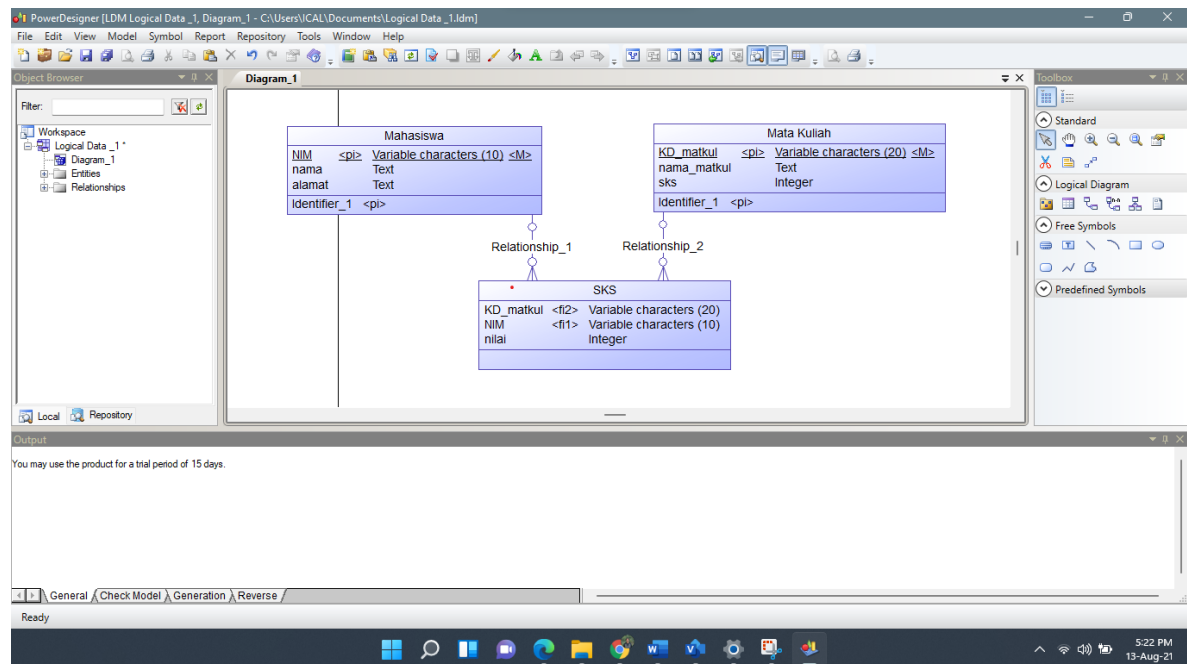 PowerDesigner [LDM Logical Data _1, Diagram_1 - C:\Users\ICAL\Documents\Logical Data _1.ldm]
File Edit View Model Symbol Report Repository Tools Window Help
Object Browser
Filter:
Workspace
Logical Data _1 *
Diagram_1
Entities
Relationships
Local Repository
Diagram_1
Mahasiswa
NIM <pi> Variable characters (10) <M>
nama Text
alamat Text
Identifier_1 <pi>
Mata Kuliah
KD_matkul <pi> Variable characters (20) <M>
nama_matkul Text
sks Integer
Identifier_1 <pi>
Relationship_1
Relationship_2
SKS
KD_matkul <fi2> Variable characters (20)
NIM <fi1> Variable characters (10)
nilai Integer
Toolbox
Standard
Logical Diagram
Free Symbols
Predefined Symbols
Output
You may use the product for a trial period of 15 days.
General Check Model Generation Reverse
Ready
5:22 PM
13-Aug-21